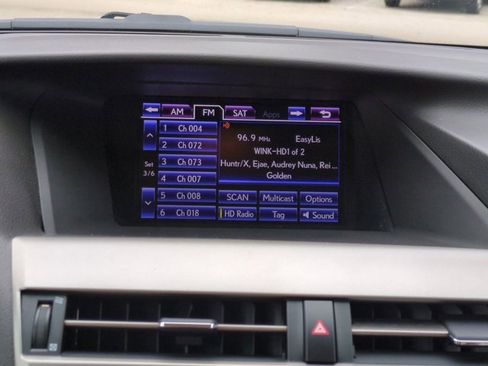 AM FM SAT Apps
1 Ch 004
2 Ch 072
3 Ch 073
4 Ch 007
5 Ch 008
6 Ch 018
Set
3/6
96.9 MHz EasyLis
WINK-HD1 of 2
Huntr/X, Ejae, Audrey Nuna, Rei ...
Golden
SCAN Multicast Options
HD Radio Tag Sound